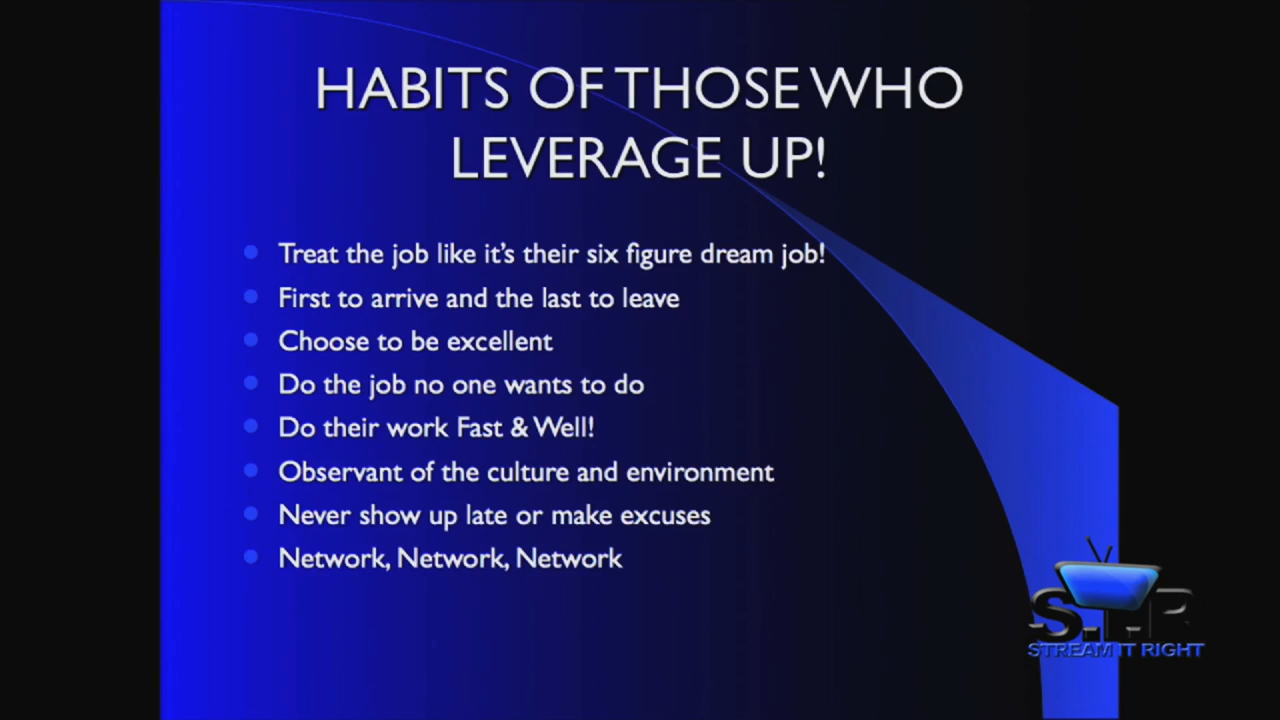 HABITS OF THOSE WHO
LEVERAGE UP!
Treat the job like it's their six figure dream job!
First to arrive and the last to leave
Choose to be excellent
Do the job no one wants to do
Do their work Fast & Well!
Observant of the culture and environment
Never show up late or make excuses
Network, Network, Network
S.I.R
STREAM IT RIGHT